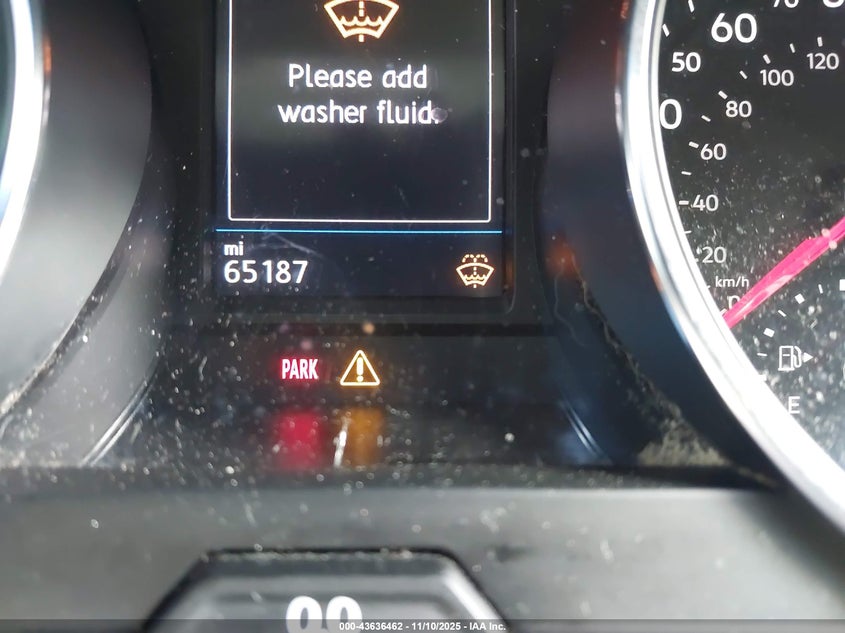 Please add
washer fluid.
mi
65187
PARK
60
50
80
100
120
60
40
20
km/h
E
000-43636462 - 11/10/2025 - IAA Inc.